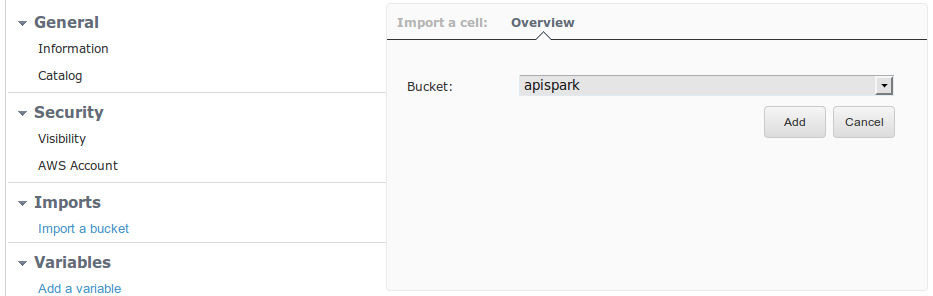 General
Information
Catalog
Security
Visibility
AWS Account
Imports
Import a bucket
Variables
Add a variable
Import a cell: Overview
Bucket: apispark
Add Cancel